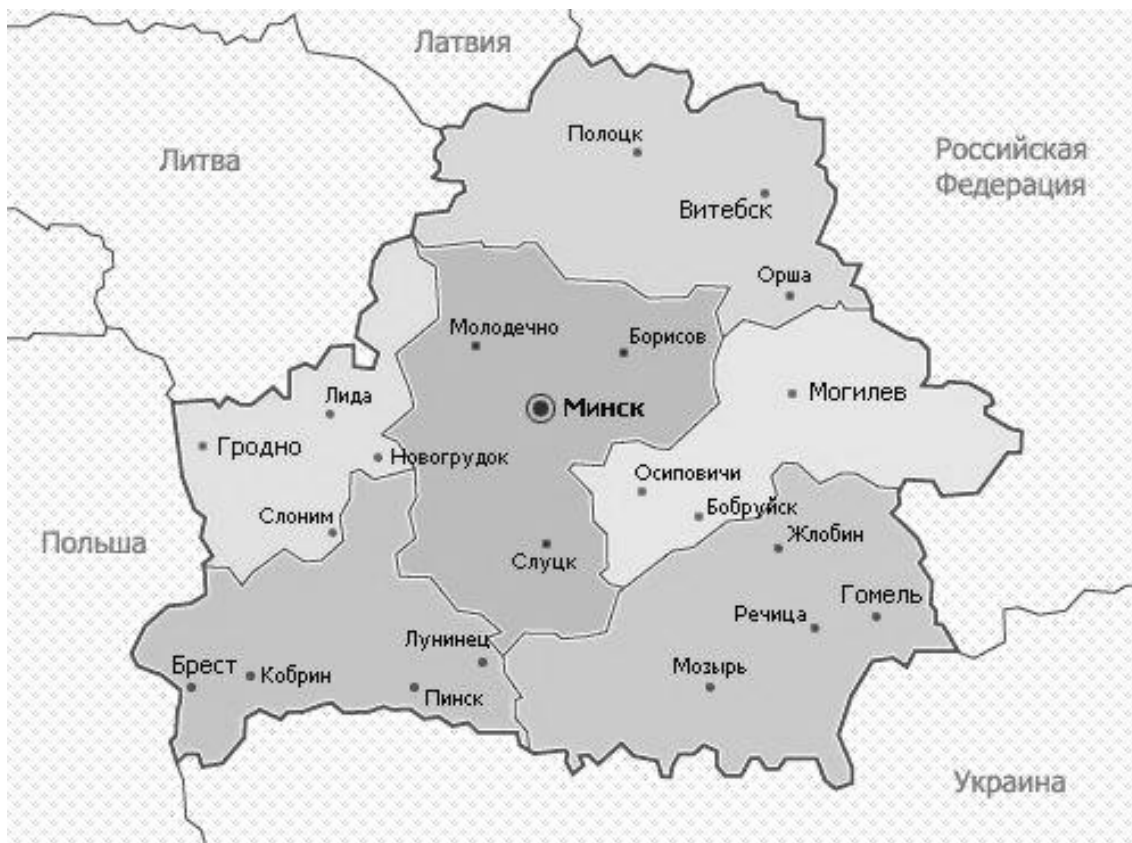 Латвия
Полоцк
Литва
Российская
Федерация
Витебск
Орша
Молодечно
Борисов
Лида
Минск
Могилев
Гродно
Новогрудок
Осиповичи
Бобруйск
Слоним
Жлобин
Польша
Слуцк
Гомель
Речица
Лунинец
Брест
Кобрин
Мозырь
Пинск
Украина